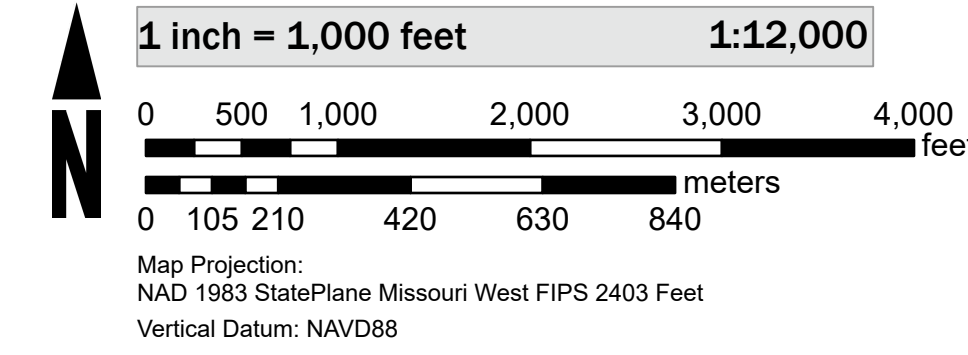 1 inch = 1,000 feet 1:12,000
0 500 1,000 2,000 3,000 4,000
feet
meters
0 105 210 420 630 840
N
Map Projection:
NAD 1983 StatePlane Missouri West FIPS 2403 Feet
Vertical Datum: NAVD88